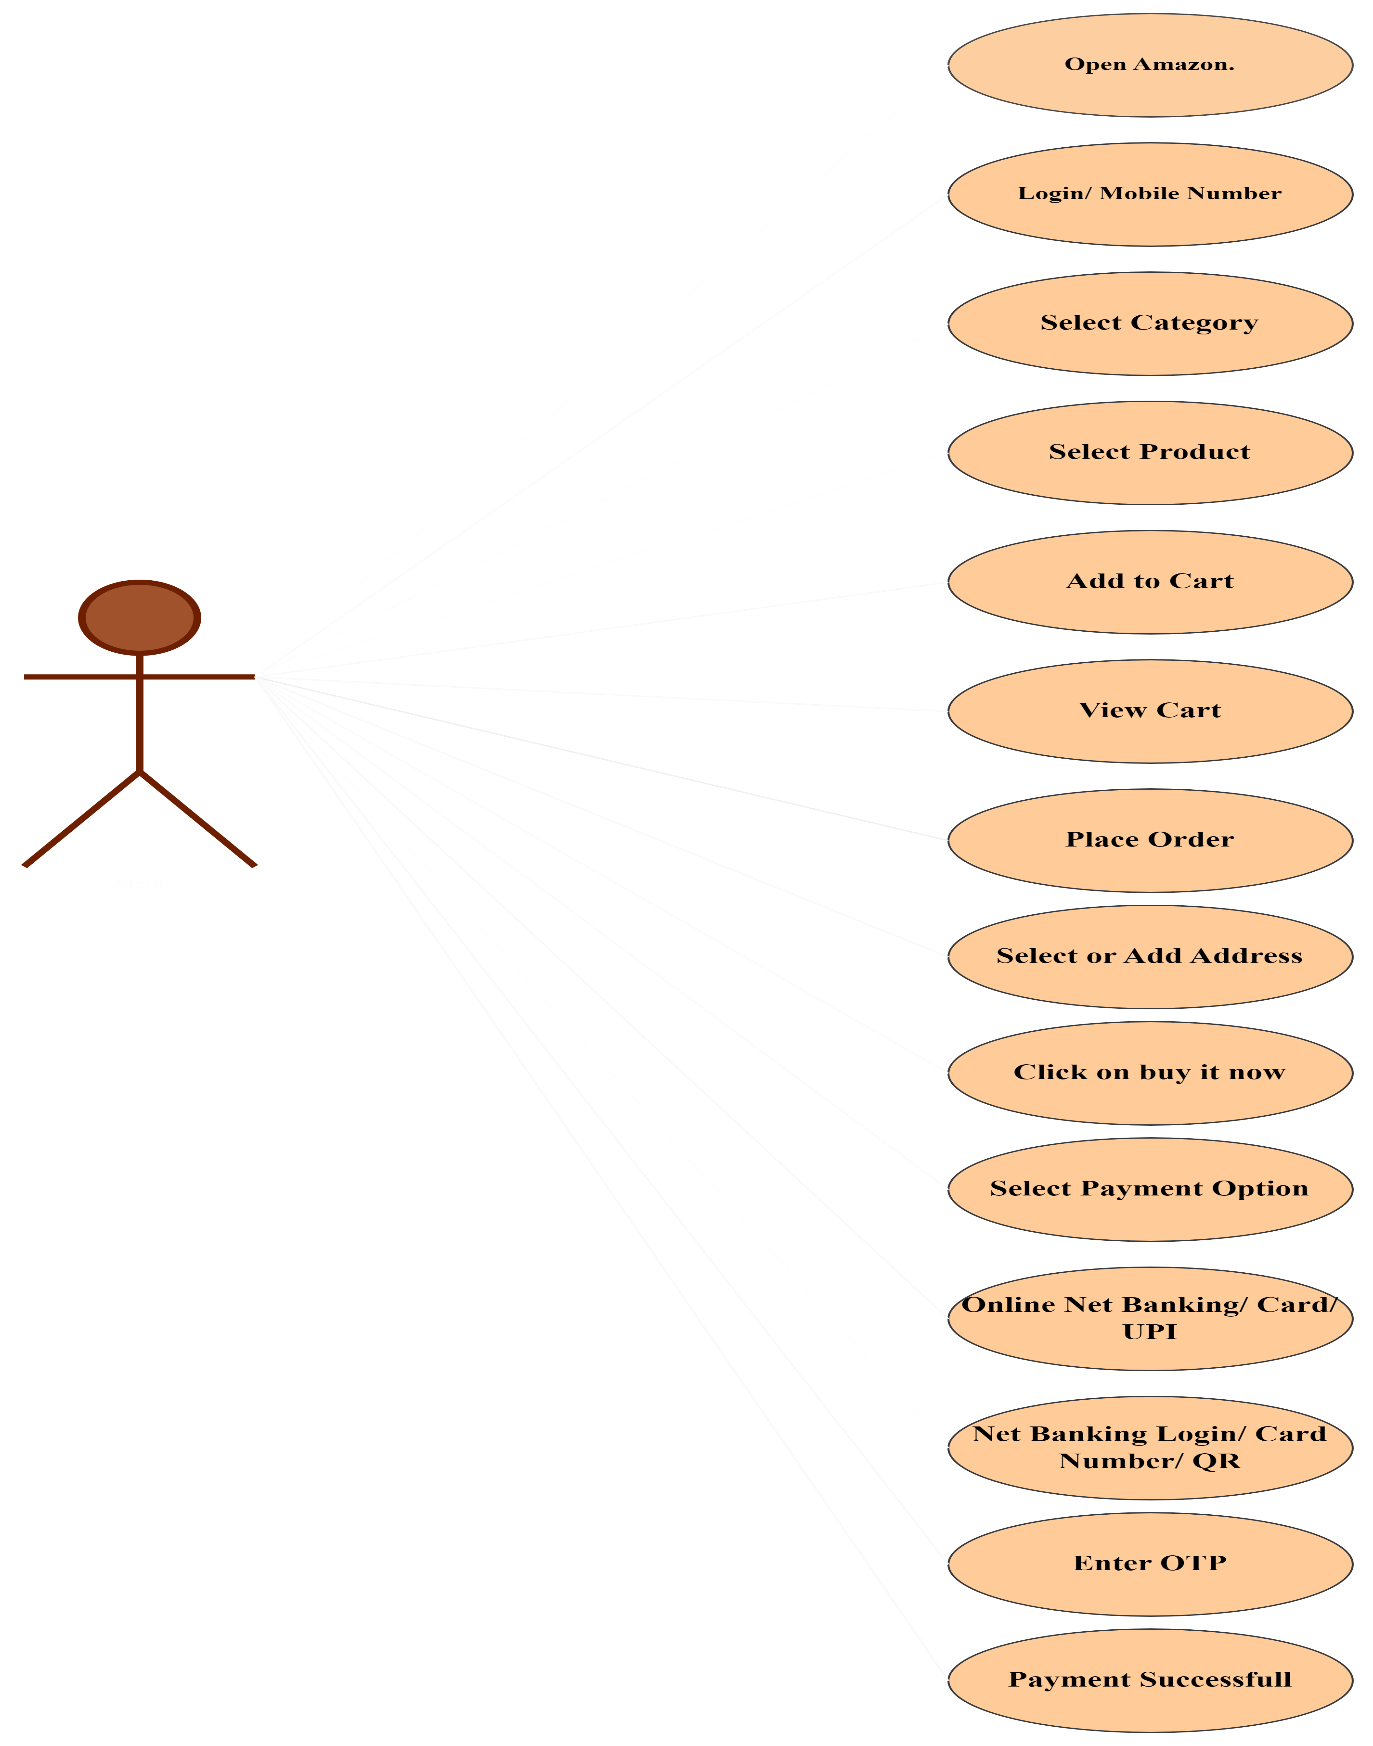 Open Amazon.
Login/ Mobile Number
Select Category
Select Product
Add to Cart
View Cart
Place Order
Select or Add Address
Click on buy it now
Select Payment Option
Online Net Banking/ Card/
UPI
Net Banking Login/ Card
Number/ QR
Enter OTP
Payment Successfull